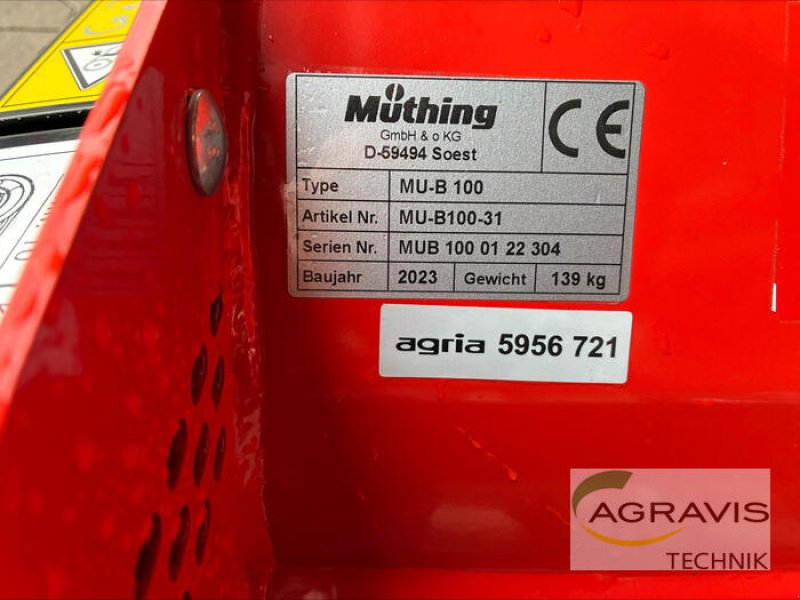 Müthing
GmbH & o KG
D-59494 Soest
CE
Type MU-B 100
Artikel Nr. MU-B100-31
Serien Nr. MUB 100 01 22 304
Baujahr 2023 Gewicht 139 kg
agria 5956 721
AGRAVIS
TECHNIK